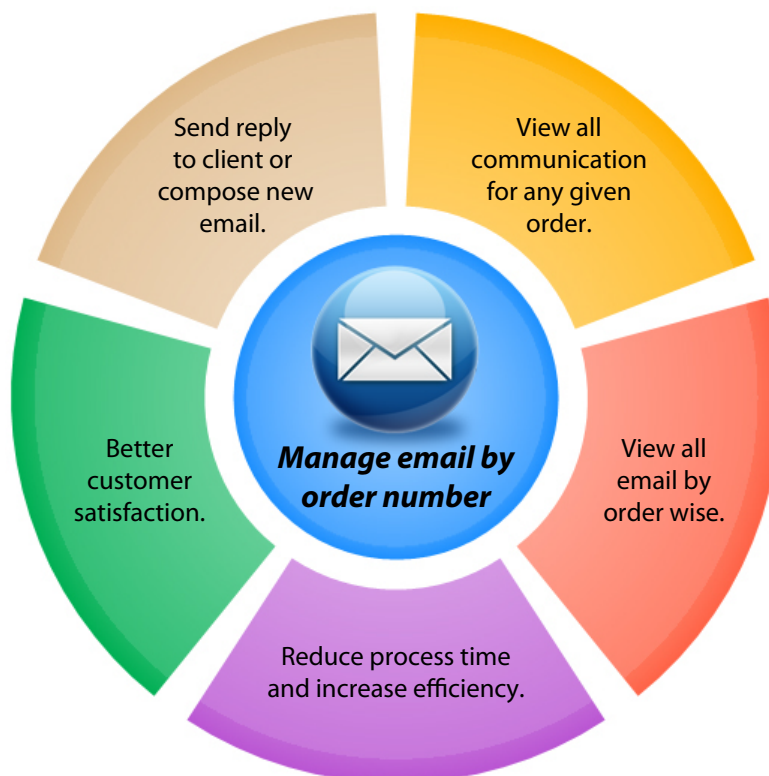 Send reply
to client or
compose new
email.
View all
communication
for any given
order.
Manage email by
order number
Better
customer
satisfaction.
View all
email by
order wise.
Reduce process time
and increase efficiency.